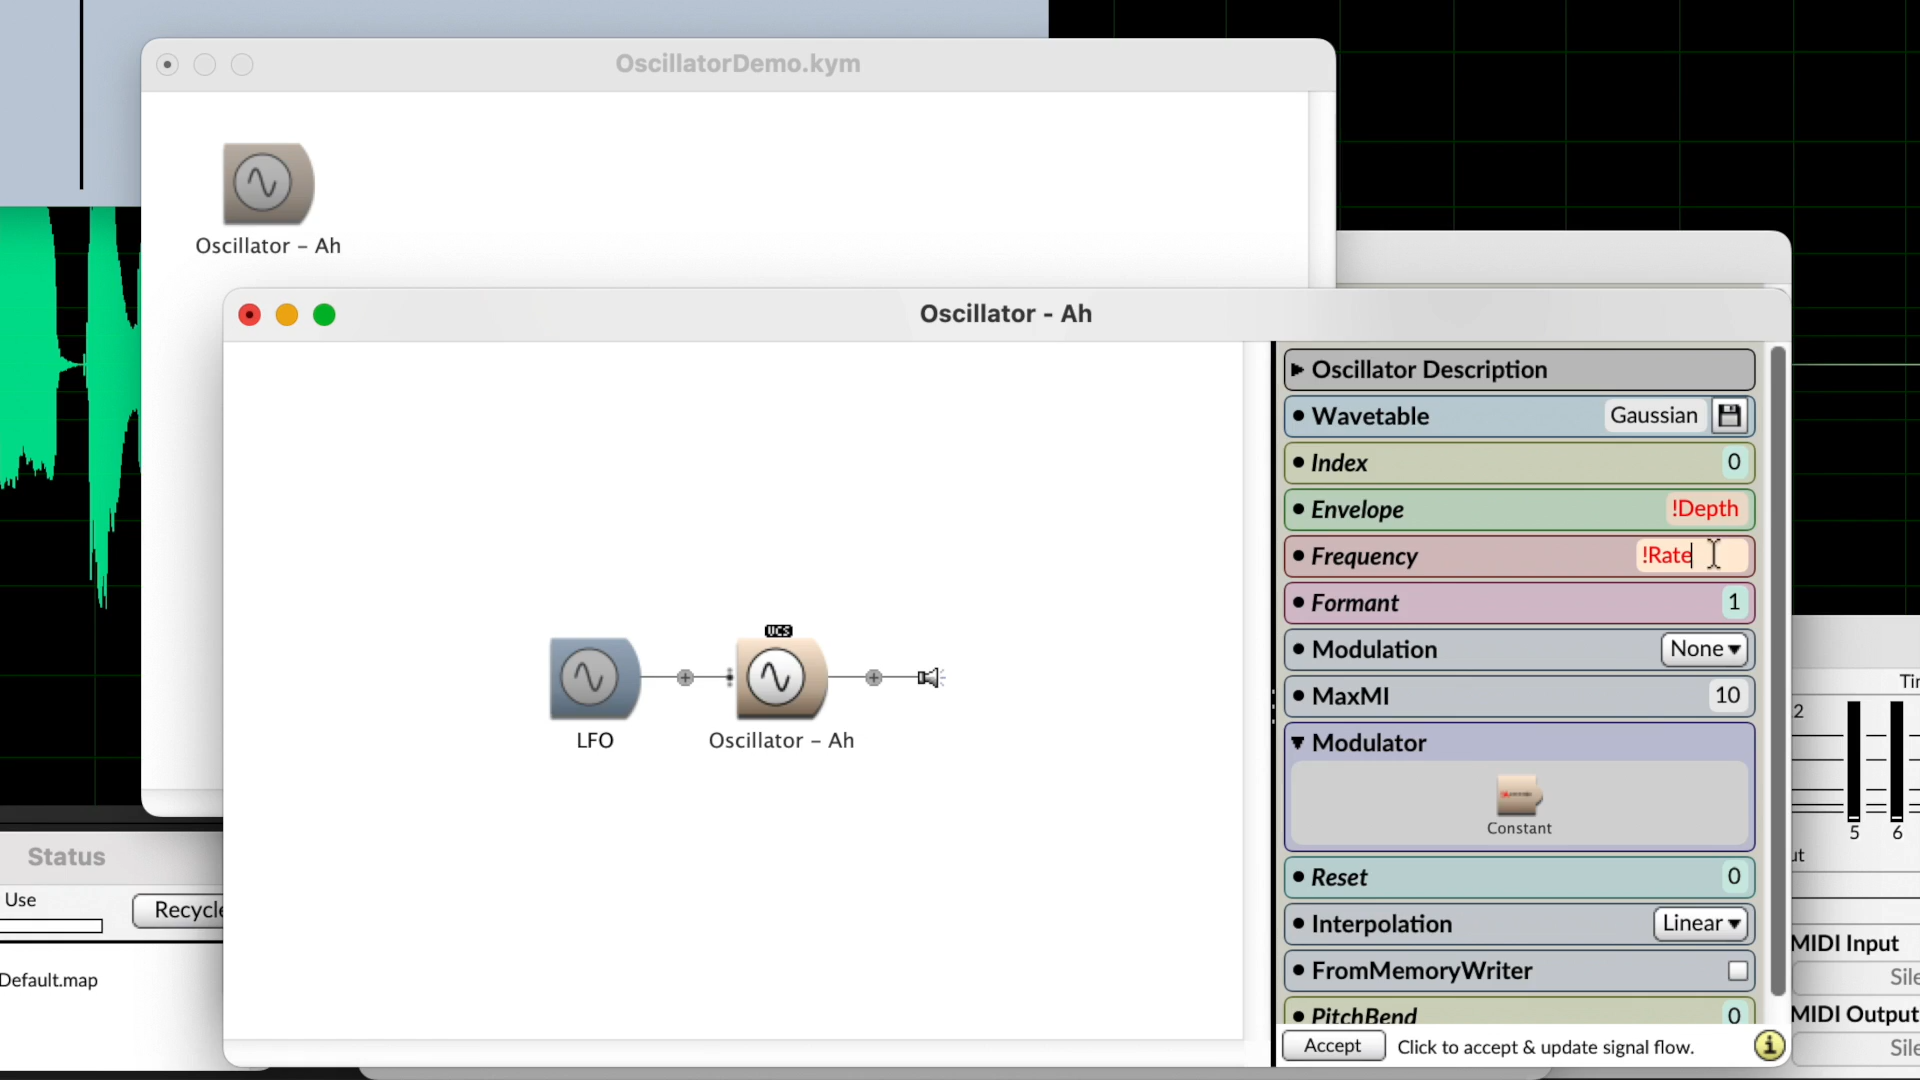 OscillatorDemo.kym
Oscillator – Ah
Oscillator - Ah
Oscillator Description
Wavetable Gaussian
Index 0
Envelope !Depth
Frequency !Rate
Formant 1
Modulation None
MaxMI 10
Modulator
Constant
Reset 0
Interpolation Linear
FromMemoryWriter
PitchBend 0
Accept Click to accept & update signal flow.
UCS
LFO
Oscillator – Ah
Status
Use
Recycle
Default.map
2
5 6
MIDI Input
MIDI Output